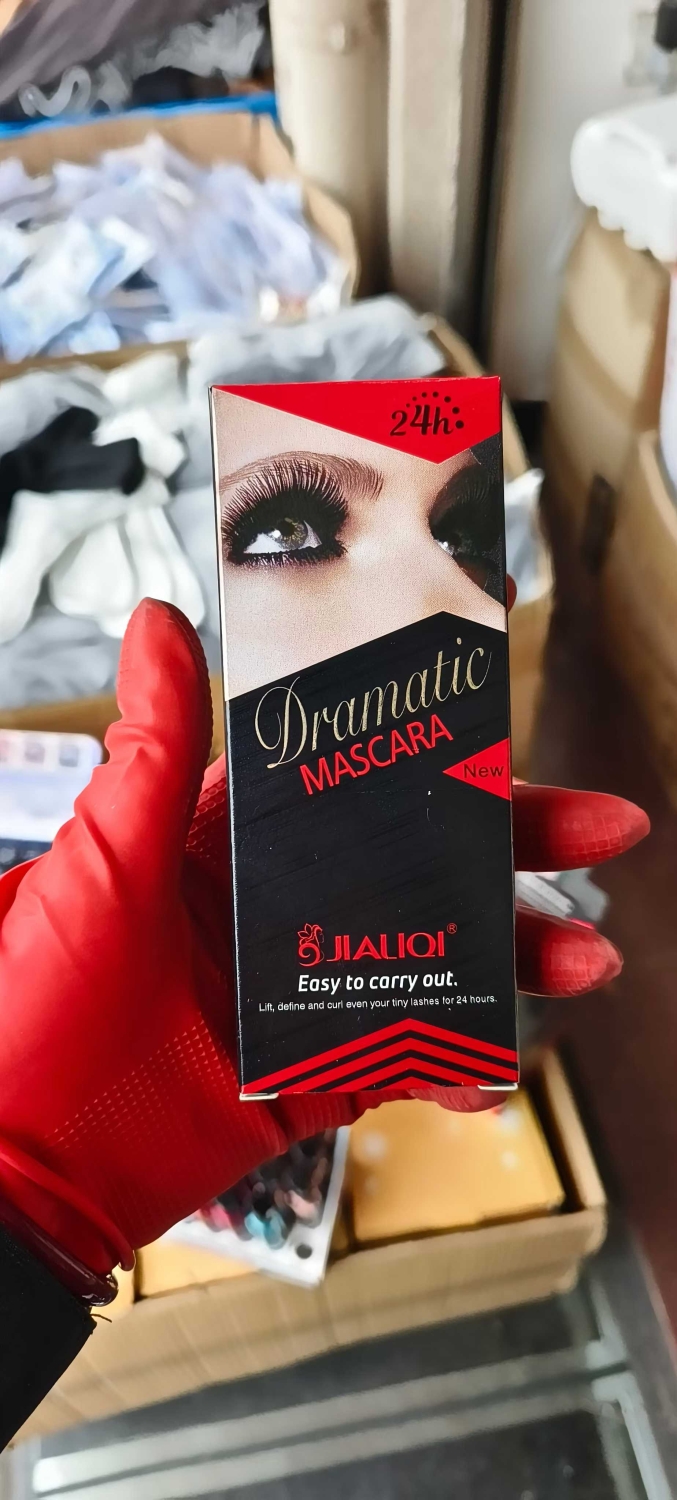 24h
Dramatic
MASCARA
New
JIALIQI®
Easy to carry out.
Lift, define and curl even your tiny lashes for 24 hours.